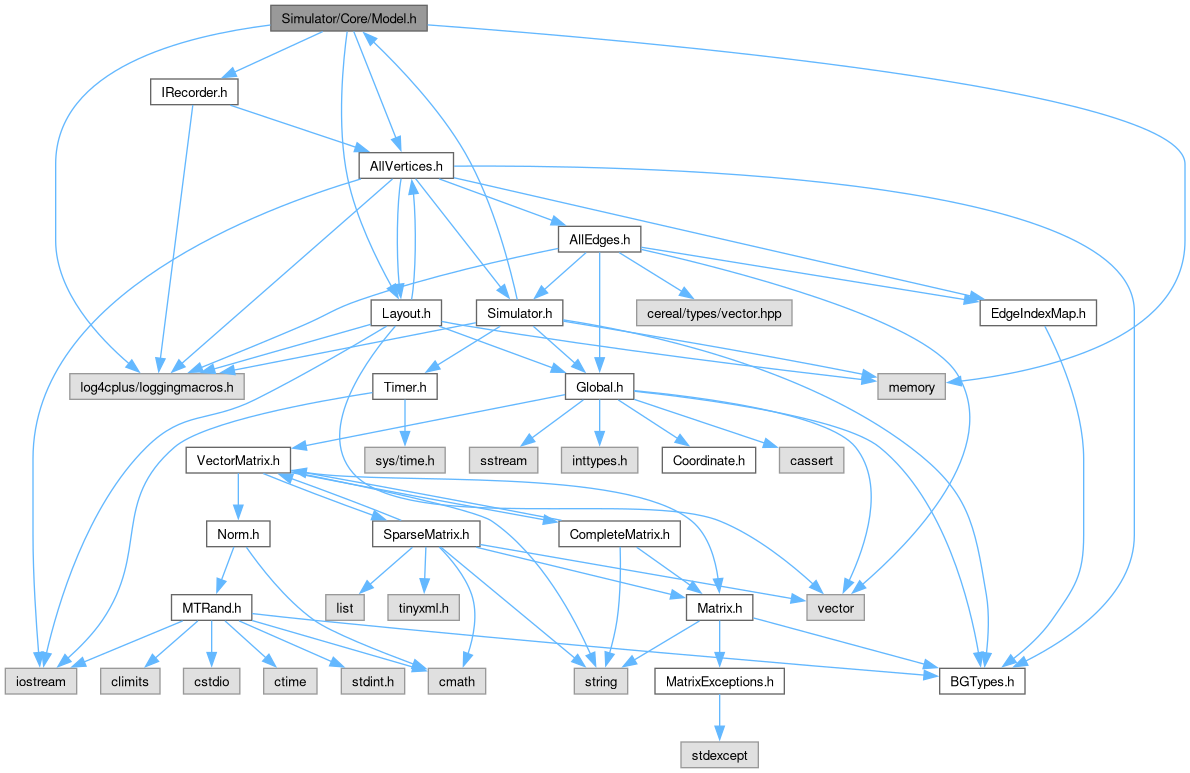 Simulator/Core/Model.h
IRecorder.h
AllVertices.h
AllEdges.h
Layout.h
Simulator.h
cereal/types/vector.hpp
EdgeIndexMap.h
log4cplus/loggingmacros.h
Timer.h
Global.h
memory
VectorMatrix.h
sys/time.h
sstream
inttypes.h
Coordinate.h
cassert
Norm.h
SparseMatrix.h
CompleteMatrix.h
MTRand.h
list
tinyxml.h
Matrix.h
vector
iostream
climits
cstdio
ctime
stdint.h
cmath
string
MatrixExceptions.h
BGTypes.h
stdexcept